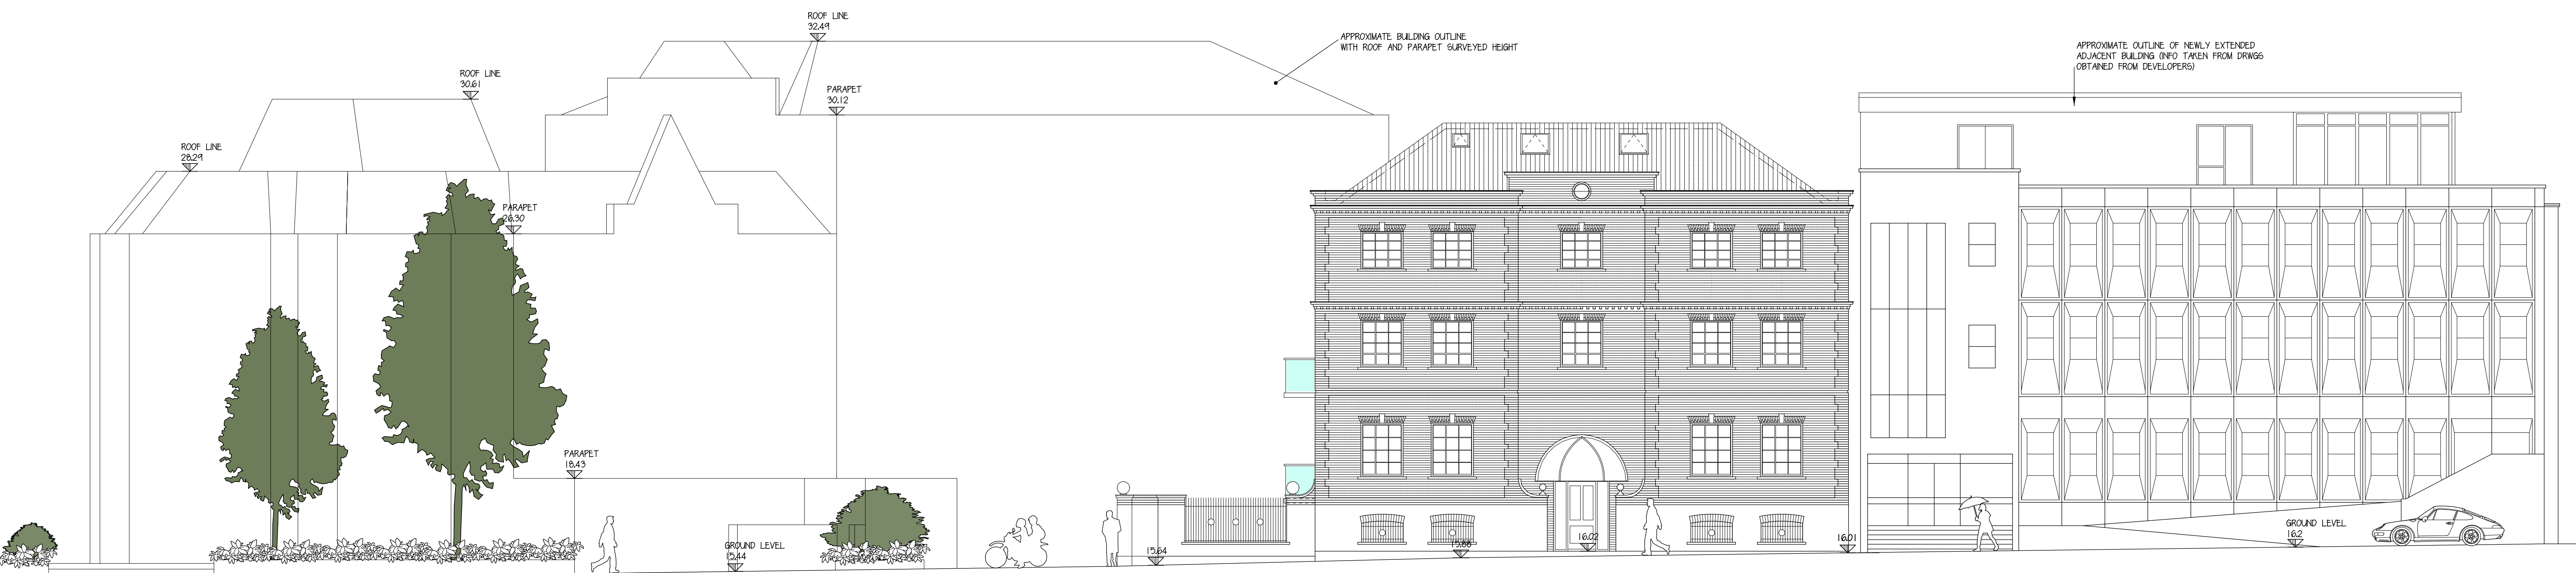 ROOF LINE
32.49
APPROXIMATE BUILDING OUTLINE
WITH ROOF AND PARAPET SURVEYED HEIGHT
APPROXIMATE OUTLINE OF NEWLY EXTENDED
ADJACENT BUILDING (INFO TAKEN FROM DRWGS
OBTAINED FROM DEVELOPERS)
ROOF LINE
30.61
PARAPET
30.12
ROOF LINE
28.29
PARAPET
26.30
PARAPET
18.43
GROUND LEVEL
15.44
15.64
15.88
16.02
16.01
GROUND LEVEL
16.2